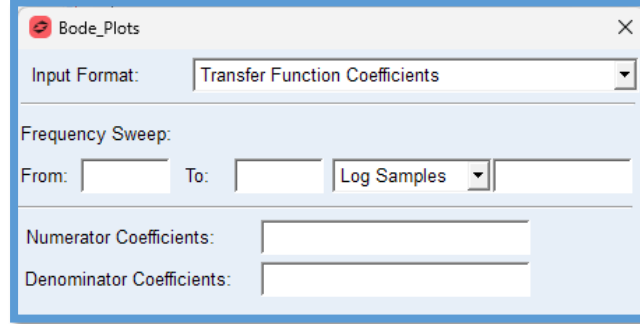 Bode_Plots
Input Format: Transfer Function Coefficients
Frequency Sweep:
From: To: Log Samples
Numerator Coefficients:
Denominator Coefficients: